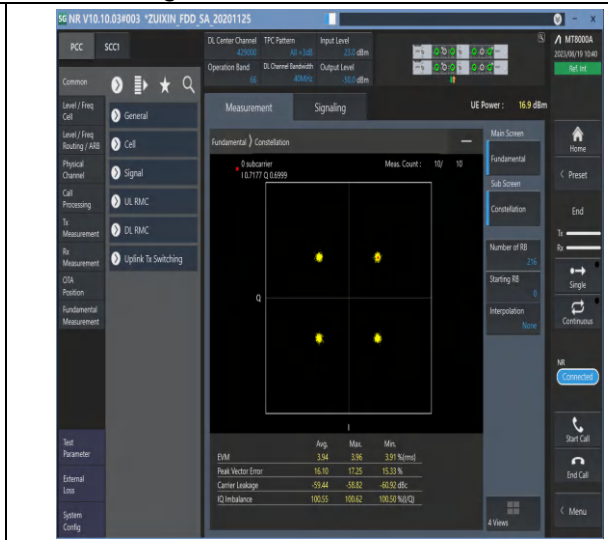 5G NR V10.10.03#003 *ZUIXIN_FDD_SA_20201125
PCC
SCC1
DL Center Channel
429000
TPC Pattern
All +3dB
Input Level
23.0 dBm
Operation Band
66
DL Channel Bandwidth
40MHz
Output Level
-50.0 dBm
MT8000A
2023/06/19 10:40
Ref. Int
Common
Level / Freq
Cell
Level / Freq
Routing / ARB
Physical
Channel
Call
Processing
Tx
Measurement
Rx
Measurement
OTA
Position
Fundamental
Measurement
Test
Parameter
External
Loss
System
Config
General
Cell
Signal
UL RMC
DL RMC
Uplink Tx Switching
Measurement
Signaling
UE Power : 16.9 dBm
Fundamental ❭ Constellation
0 subcarrier
I 0.7177 Q 0.6999
Meas. Count : 10/ 10
Q
I
Avg. Max. Min.
EVM 3.94 3.96 3.91 %(rms)
Peak Vector Error 16.10 17.25 15.33 %
Carrier Leakage -59.44 -58.82 -60.92 dBc
IQ Imbalance 100.55 100.62 100.50 %(I/Q)
Main Screen
Fundamental
Sub Screen
Constellation
Number of RB
216
Starting RB
0
Interpolation
None
4 Views
Home
Preset
End
Tx
Rx
Single
Continuous
NR
Connected
Start Call
End Call
Menu